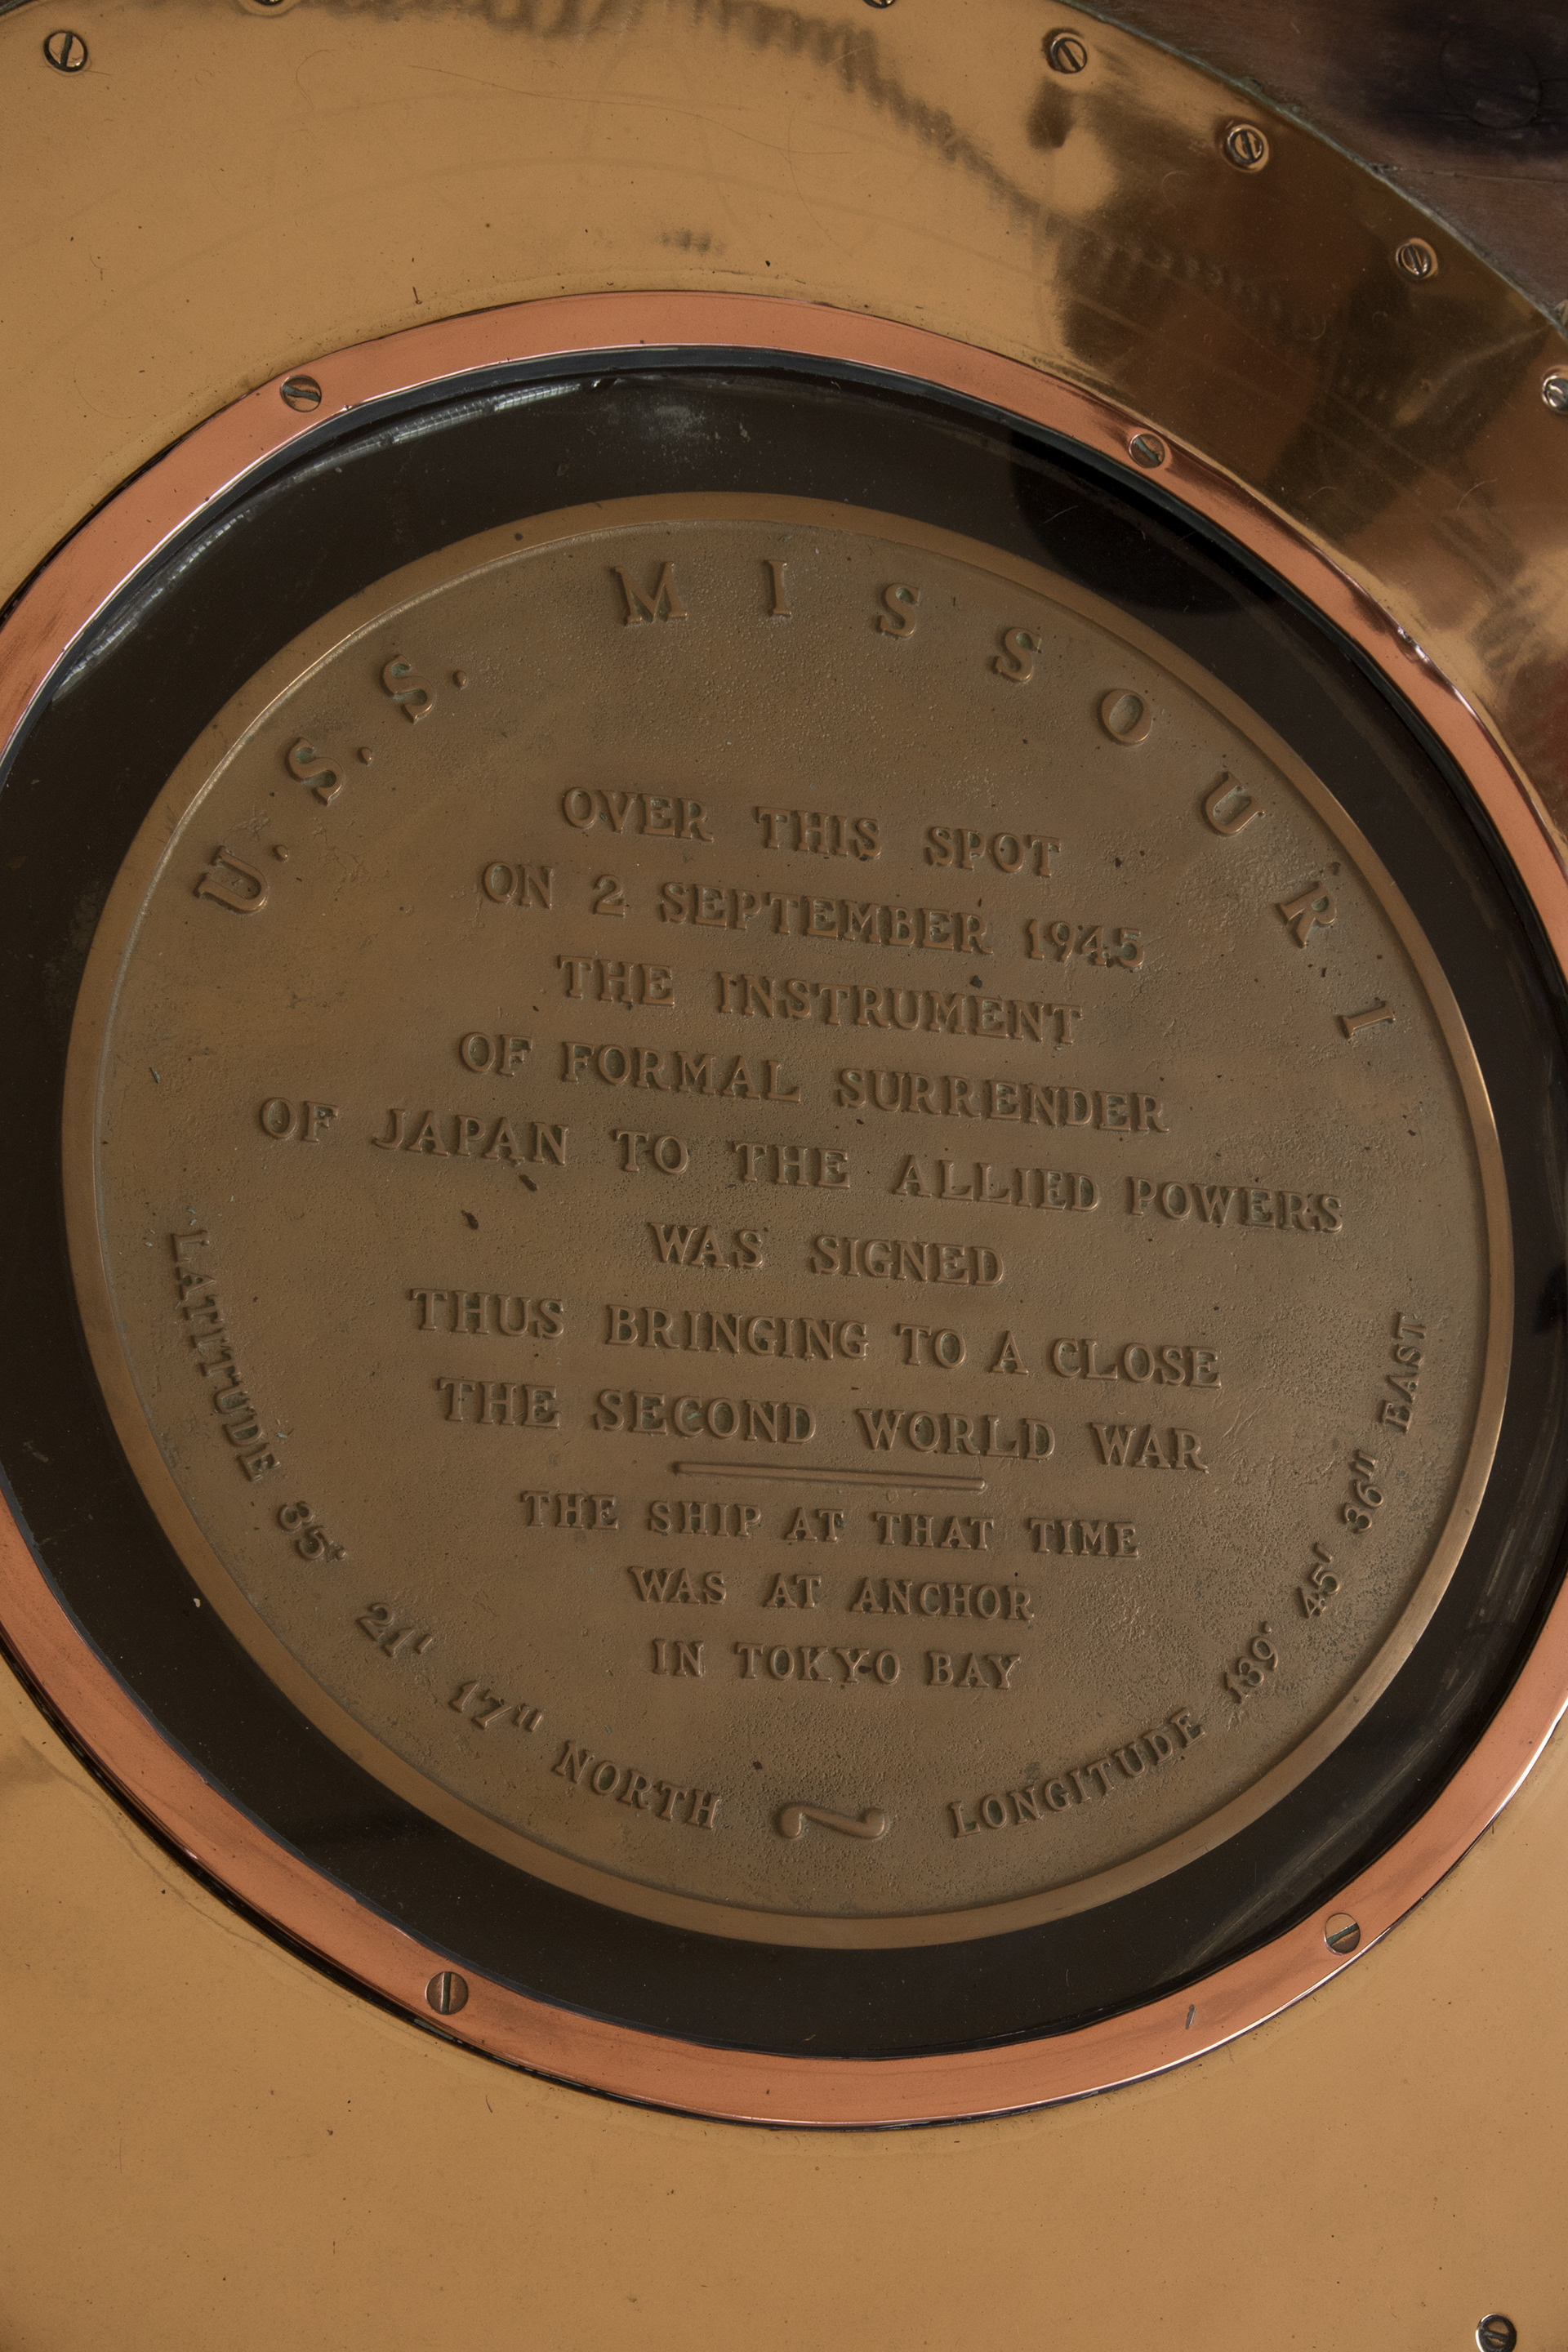 U.S.S. MISSOURI
OVER THIS SPOT
ON 2 SEPTEMBER 1945
THE INSTRUMENT
OF FORMAL SURRENDER
OF JAPAN TO THE ALLIED POWERS
WAS SIGNED
THUS BRINGING TO A CLOSE
THE SECOND WORLD WAR
THE SHIP AT THAT TIME
WAS AT ANCHOR
IN TOKYO BAY
LATITUDE 35° 21' 17" NORTH ~ LONGITUDE 139° 45' 36" EAST